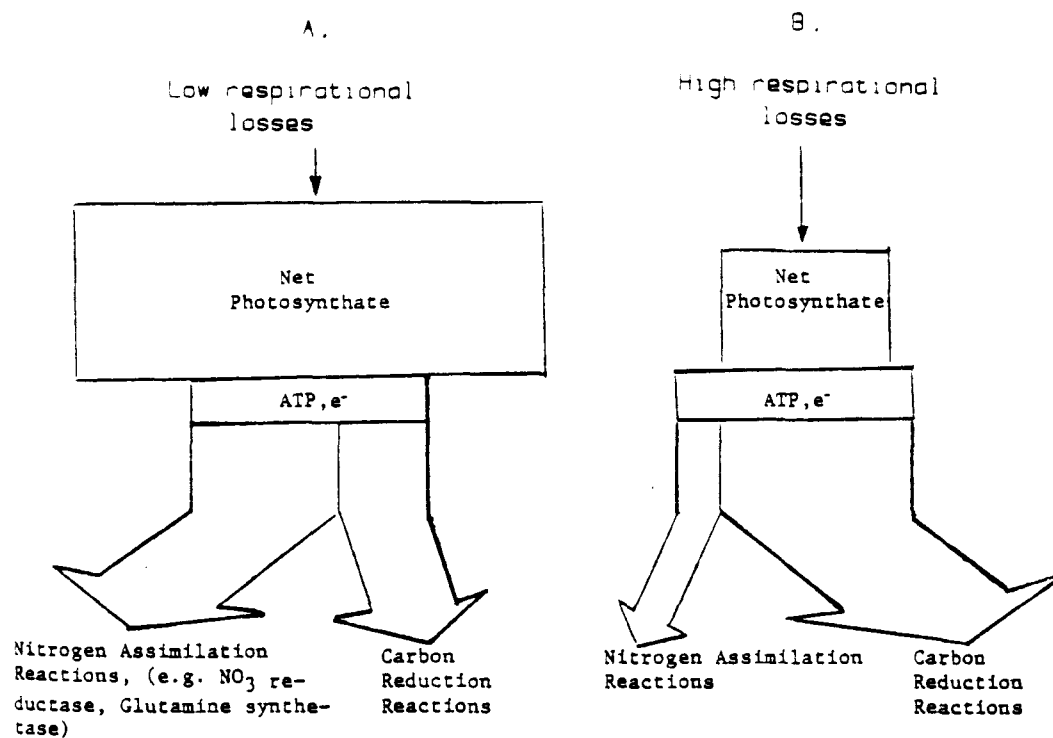 A.
Low respirational
losses
Net
Photosynthate
ATP,e⁻
Nitrogen Assimilation
Reactions, (e.g. NO₃ re-
ductase, Glutamine synthe-
tase)
Carbon
Reduction
Reactions
B.
High respirational
losses
Net
Photosynthate
ATP,e⁻
Nitrogen Assimilation
Reactions
Carbon
Reduction
Reactions